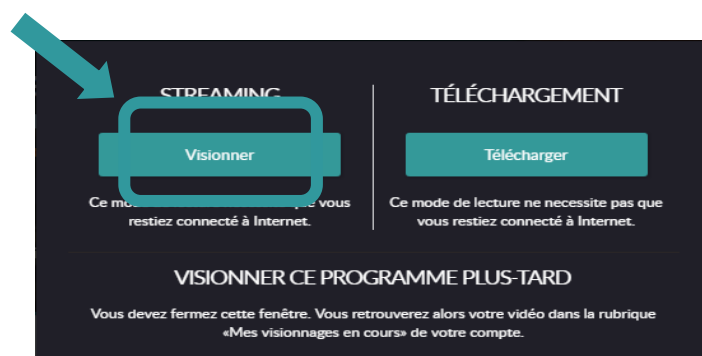 STREAMING
Visionner
Ce mo vous
restiez connecté à Internet.
TÉLÉCHARGEMENT
Télécharger
Ce mode de lecture ne necessite pas que
vous restiez connecté à Internet.
VISIONNER CE PROGRAMME PLUS-TARD
Vous devez fermez cette fenêtre. Vous retrouverez alors votre vidéo dans la rubrique
«Mes visionnages en cours» de votre compte.